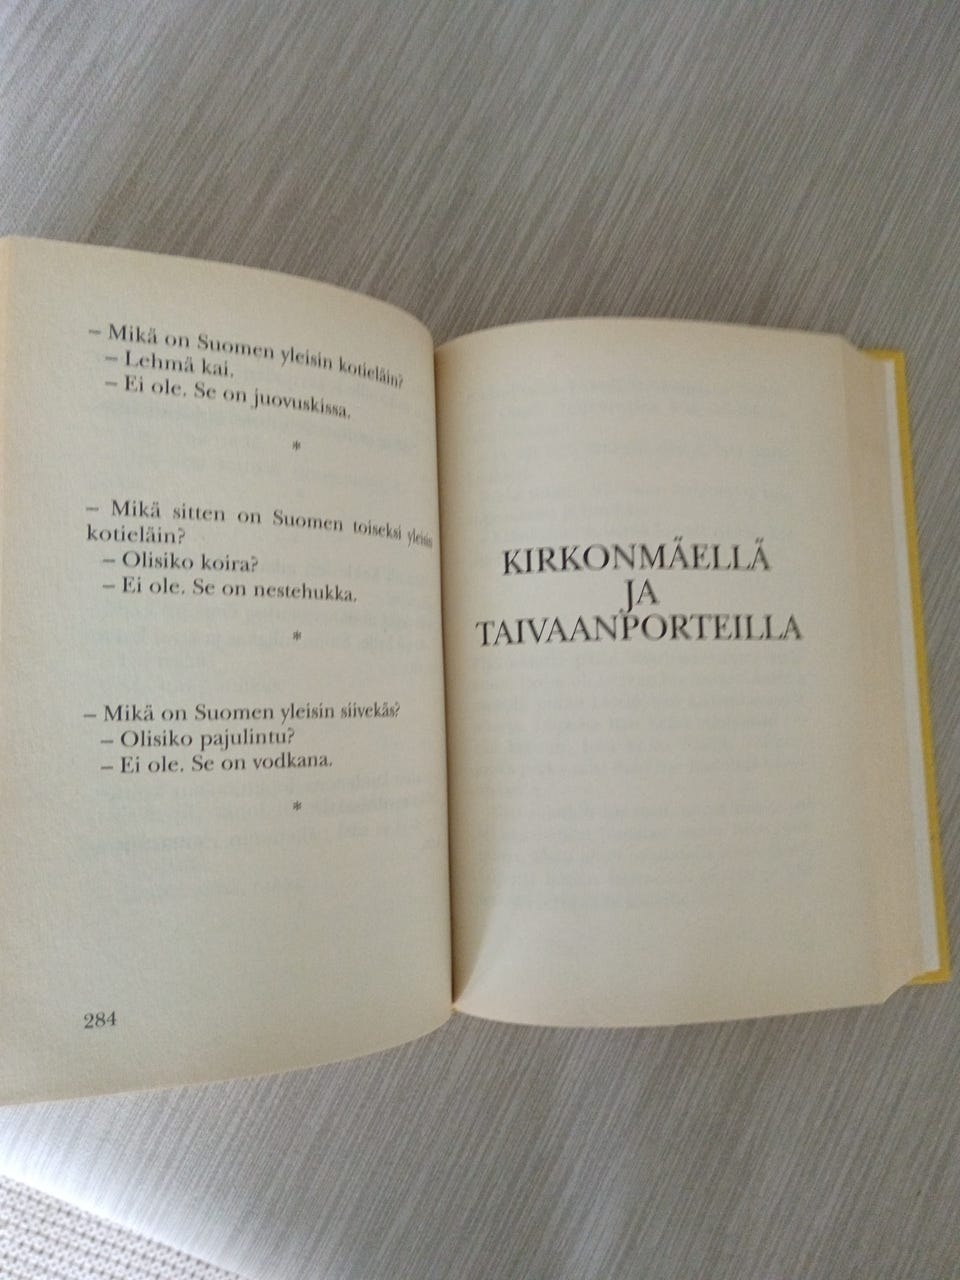 – Mikä on Suomen yleisin kotieläin?
– Lehmä kai.
– Ei ole. Se on juovuskissa.
*
– Mikä sitten on Suomen toiseksi yleisin
kotieläin?
– Olisiko koira?
– Ei ole. Se on nestehukka.
*
– Mikä on Suomen yleisin siivekäs?
– Olisiko pajulintu?
– Ei ole. Se on vodkana.
*
284
KIRKONMÄELLÄ
JA
TAIVAANPORTEILLA